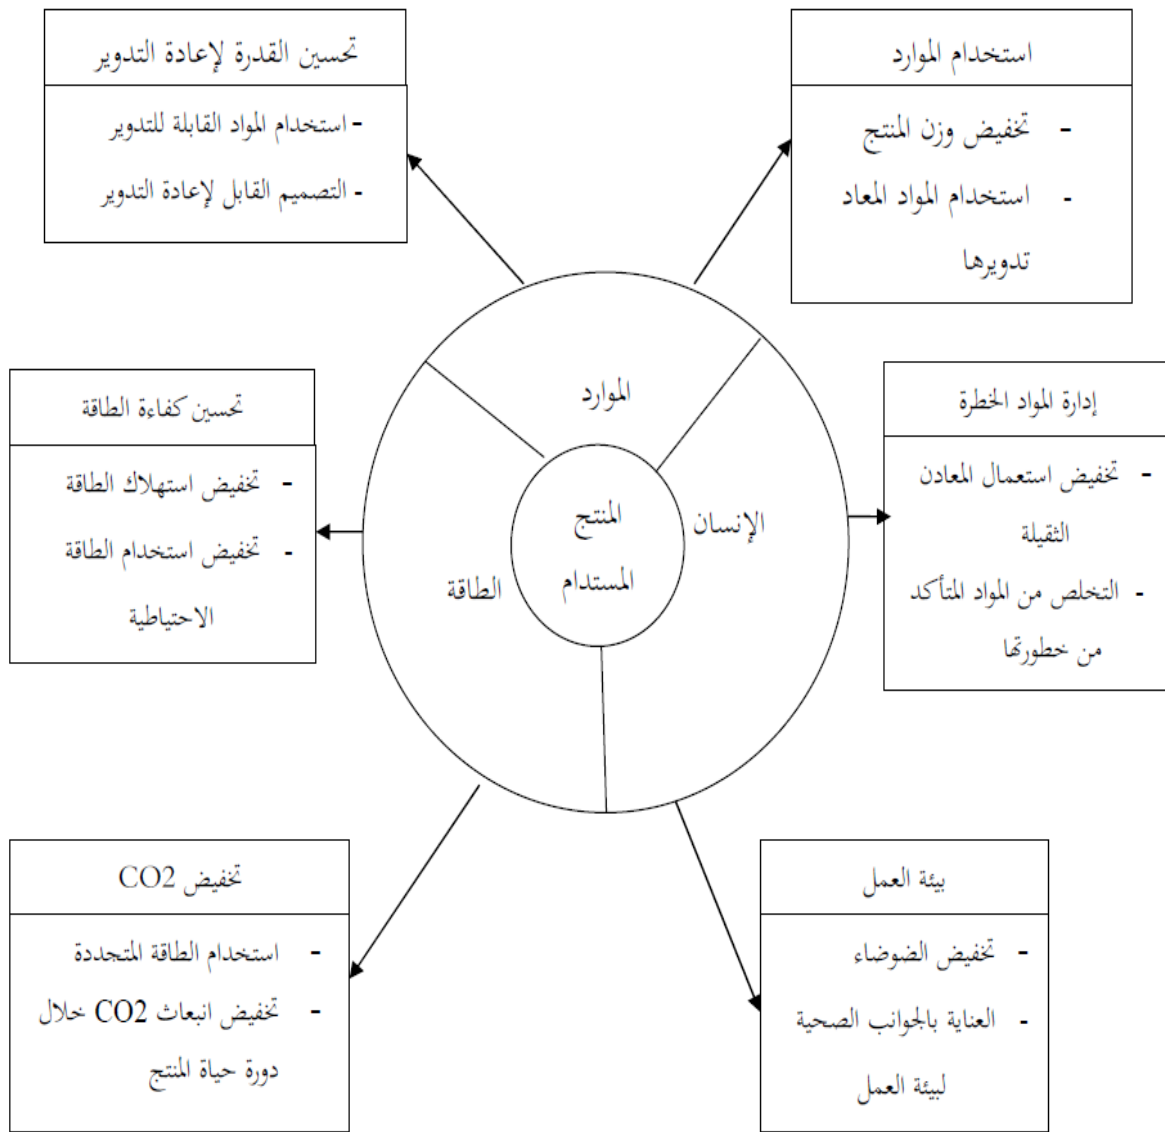 استخدام الموارد
- تخفيض وزن المنتج
- استخدام المواد المعاد
تدويرها
تحسين القدرة لإعادة التدوير
- استخدام المواد القابلة للتدوير
- التصميم القابل لإعادة التدوير
الموارد
المنتج
المستدام
الإنسان
الطاقة
إدارة المواد الخطرة
- تخفيض استعمال المعادن
الثقيلة
- التخلص من المواد المتأكد
من خطورتها
تحسين كفاءة الطاقة
- تخفيض استهلاك الطاقة
- تخفيض استخدام الطاقة
الاحتياطية
بيئة العمل
- تخفيض الضوضاء
- العناية بالجوانب الصحية
لبيئة العمل
تخفيض CO2
- استخدام الطاقة المتجددة
- تخفيض انبعاث CO2 خلال
دورة حياة المنتج